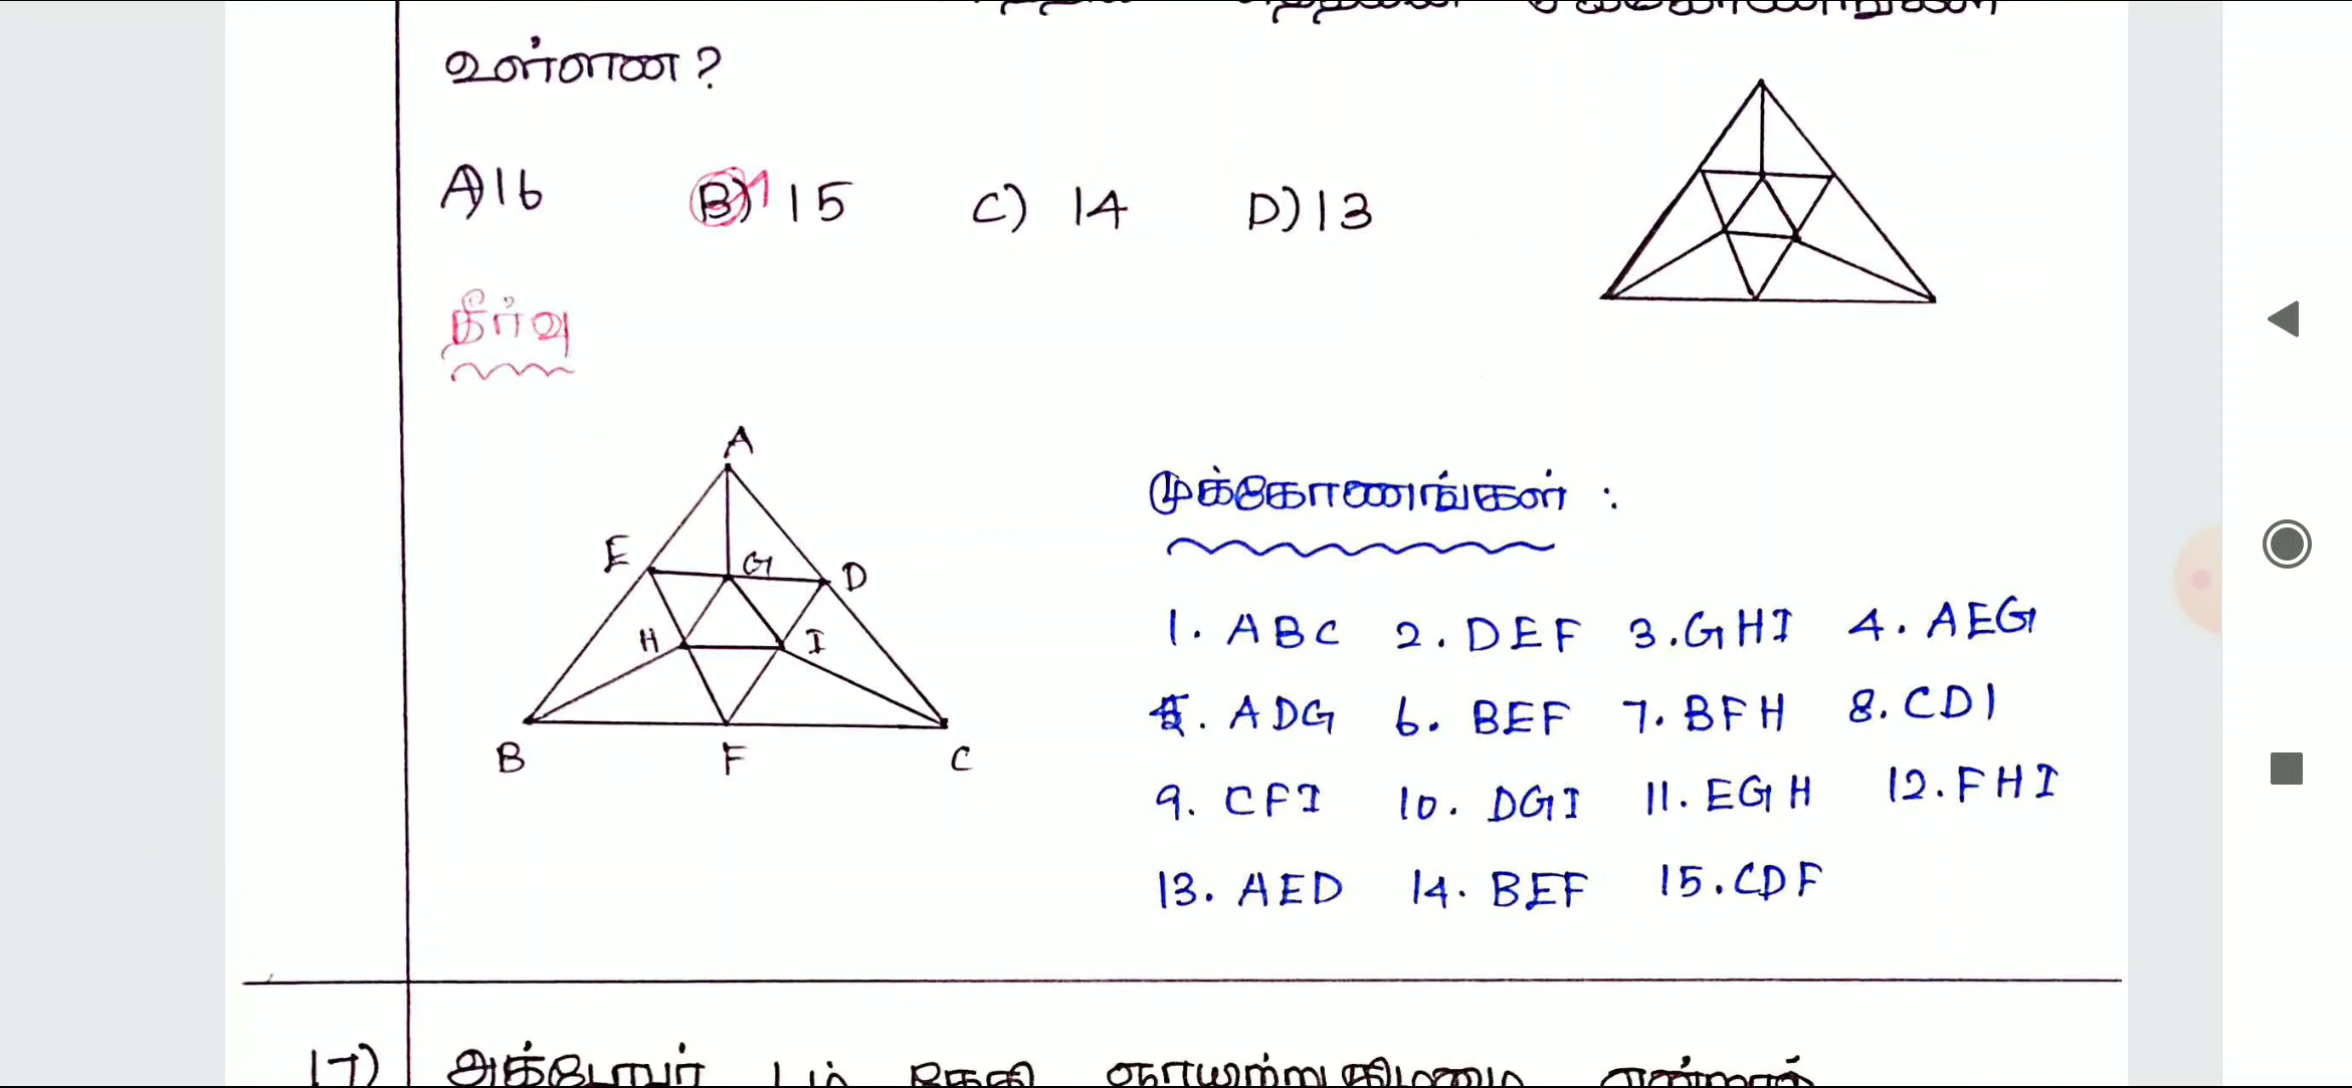 உள்ளன?
A) 16 B) 15 C) 14 D) 13
தீர்வு
A
E G D
H I
B F C
முக்கோணங்கள் :
1. ABC 2. DEF 3. GHI 4. AEG
5. ADG 6. BEF 7. BFH 8. CDI
9. CFI 10. DGI 11. EGH 12. FHI
13. AED 14. BEF 15. CDF
17)